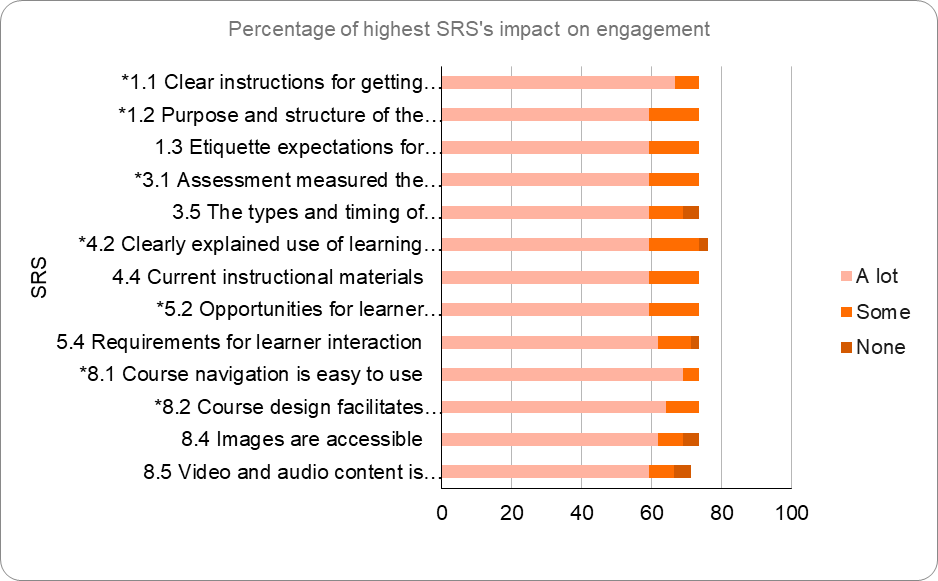 Percentage of highest SRS's impact on engagement
*1.1 Clear instructions for getting…
*1.2 Purpose and structure of the…
1.3 Etiquette expectations for…
*3.1 Assessment measured the…
3.5 The types and timing of…
*4.2 Clearly explained use of learning…
4.4 Current instructional materials
*5.2 Opportunities for learner…
5.4 Requirements for learner interaction
*8.1 Course navigation is easy to use
*8.2 Course design facilitates…
8.4 Images are accessible
8.5 Video and audio content is…
SRS
0 20 40 60 80 100
A lot
Some
None